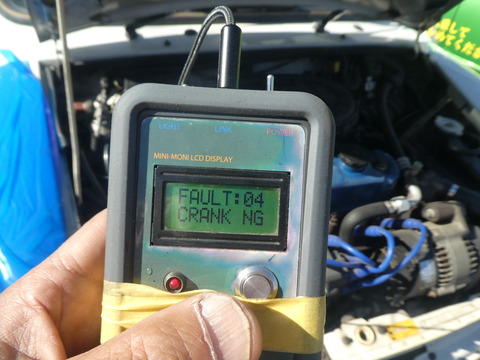 LIGHT LINK POWER
MINI-MONI LCD DISPLAY
FAULT:04
CRANK NG